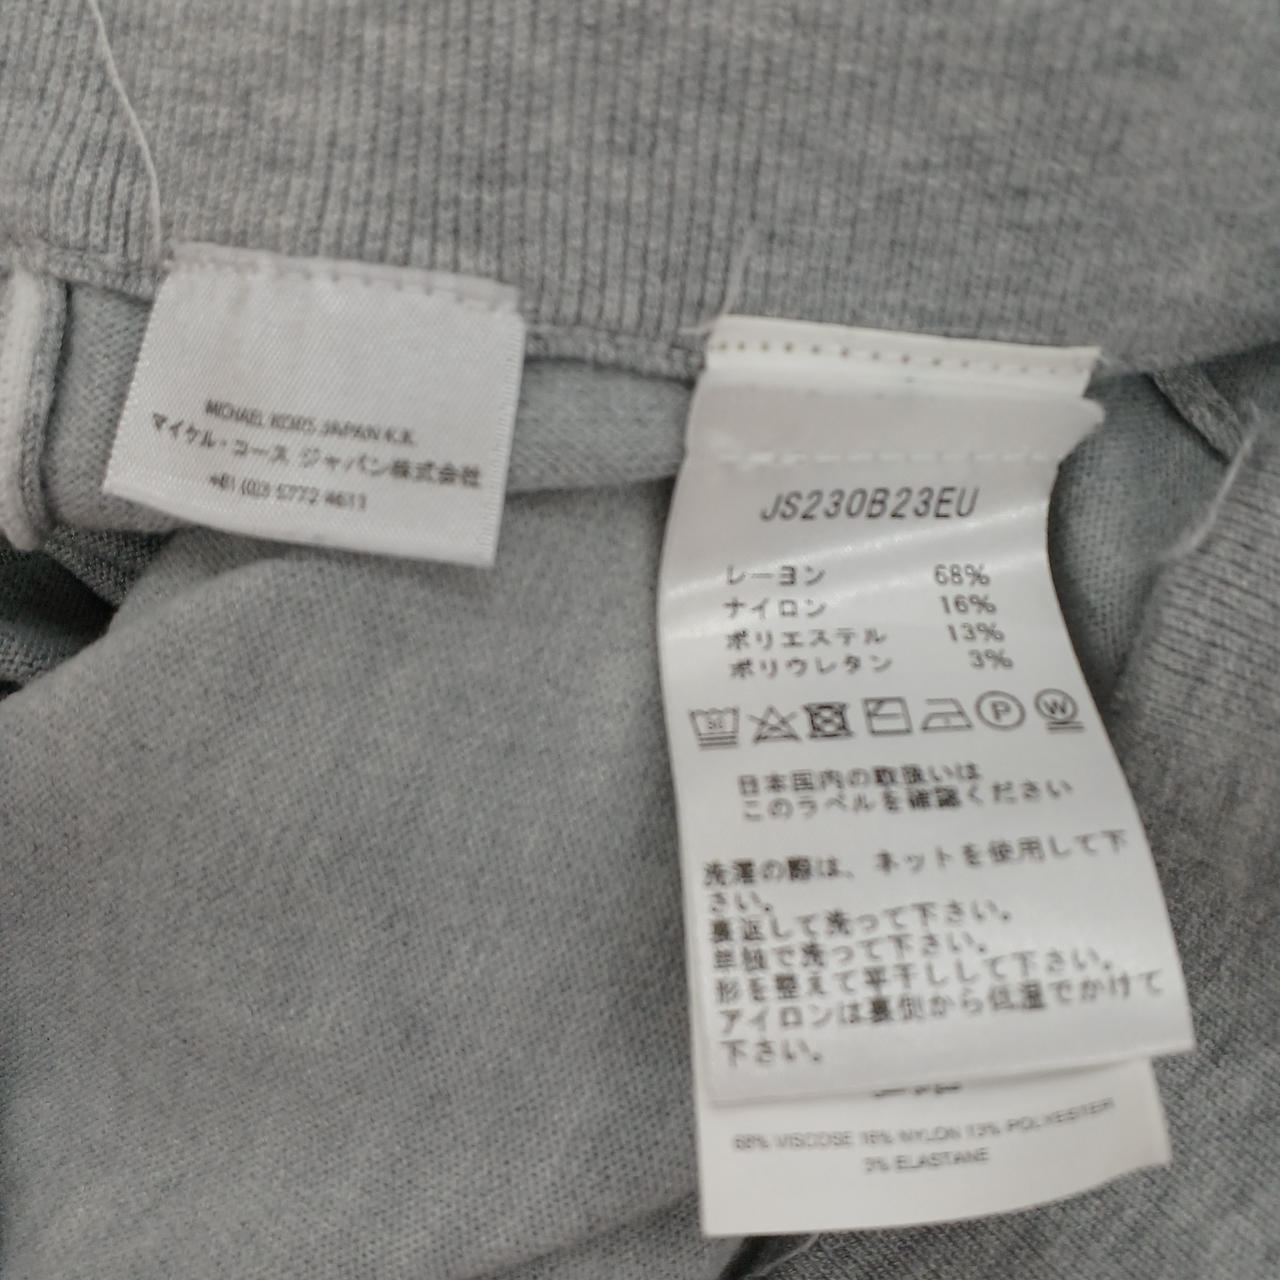 MICHAEL KORS JAPAN K.K.
マイケル・コース ジャパン株式会社
+81 (0)3 5772 4611
JS230B23EU
レーヨン 68%
ナイロン 16%
ポリエステル 13%
ポリウレタン 3%
P
W
日本国内の取扱いは
このラベルを確認ください
洗濯の際は、ネットを使用して下
さい。
裏返して洗って下さい。
単独で洗って下さい。
形を整えて平干しして下さい。
アイロンは裏側から低温でかけて
下さい。
68% VISCOSE 16% NYLON 13% POLYESTER
3% ELASTANE